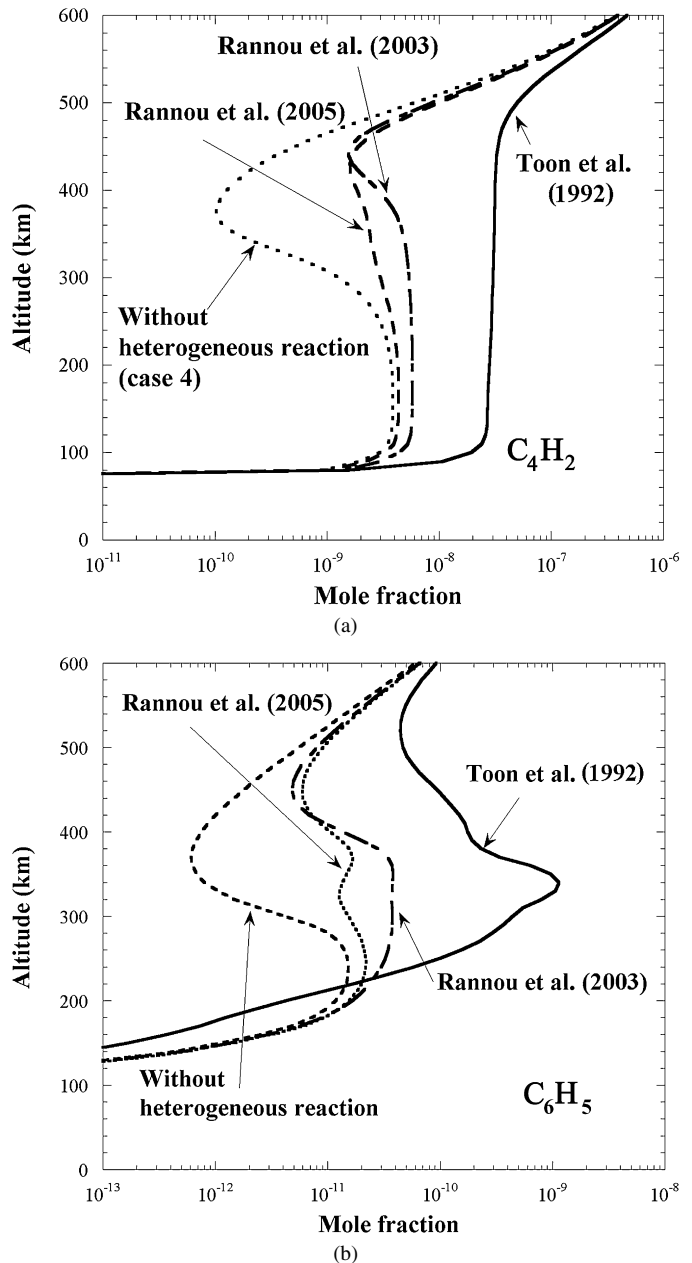 600
Rannou et al. (2003)
500
Rannou et al. (2005)
Toon et al.
(1992)
400
Altitude (km)
300
Without
heterogeneous reaction
(case 4)
200
100
C4H2
0
10-11
10-10
10-9
10-8
10-7
10-6
Mole fraction
(a)
600
Rannou et al. (2005)
500
Toon et al. (1992)
400
Altitude (km)
300
Rannou et al. (2003)
200
Without
heterogeneous reaction
100
C6H5
0
10-13
10-12
10-11
10-10
10-9
10-8
Mole fraction
(b)